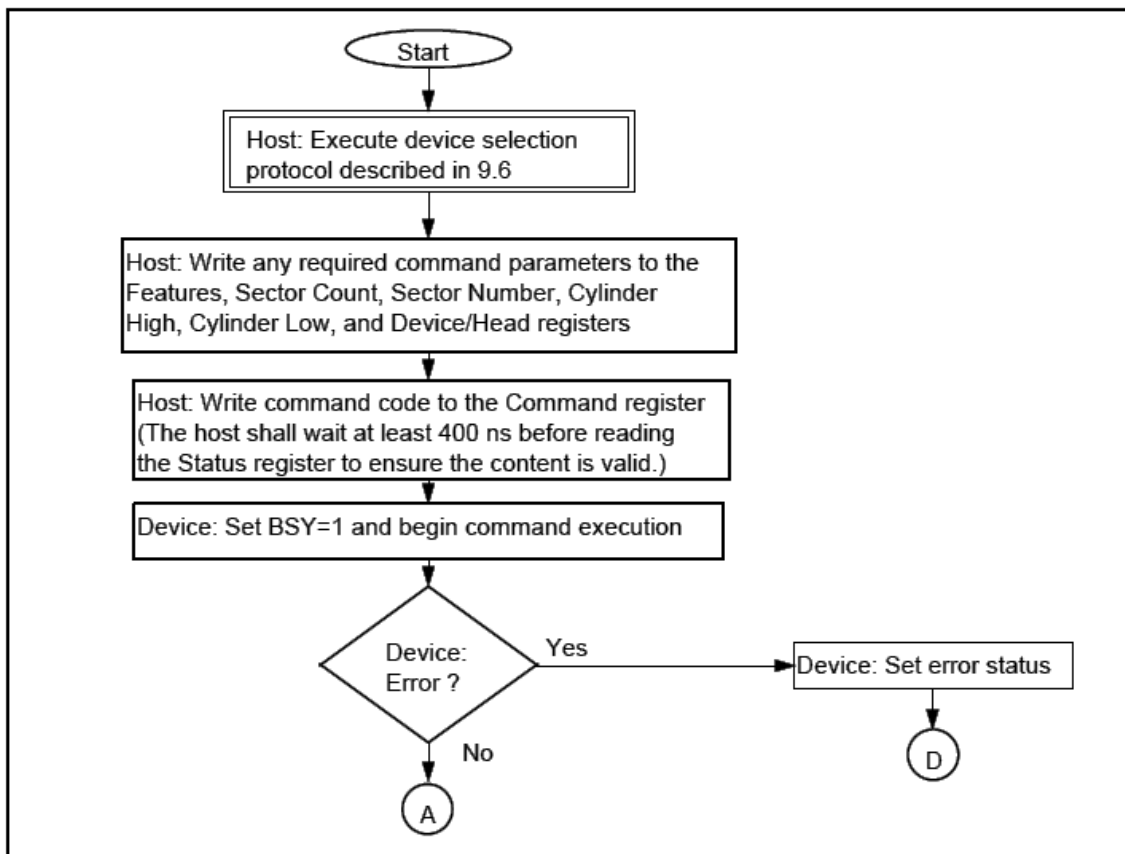 Start
Host: Execute device selection
protocol described in 9.6
Host: Write any required command parameters to the
Features, Sector Count, Sector Number, Cylinder
High, Cylinder Low, and Device/Head registers
Host: Write command code to the Command register
(The host shall wait at least 400 ns before reading
the Status register to ensure the content is valid.)
Device: Set BSY=1 and begin command execution
Device:
Error ?
Yes
Device: Set error status
No
D
A